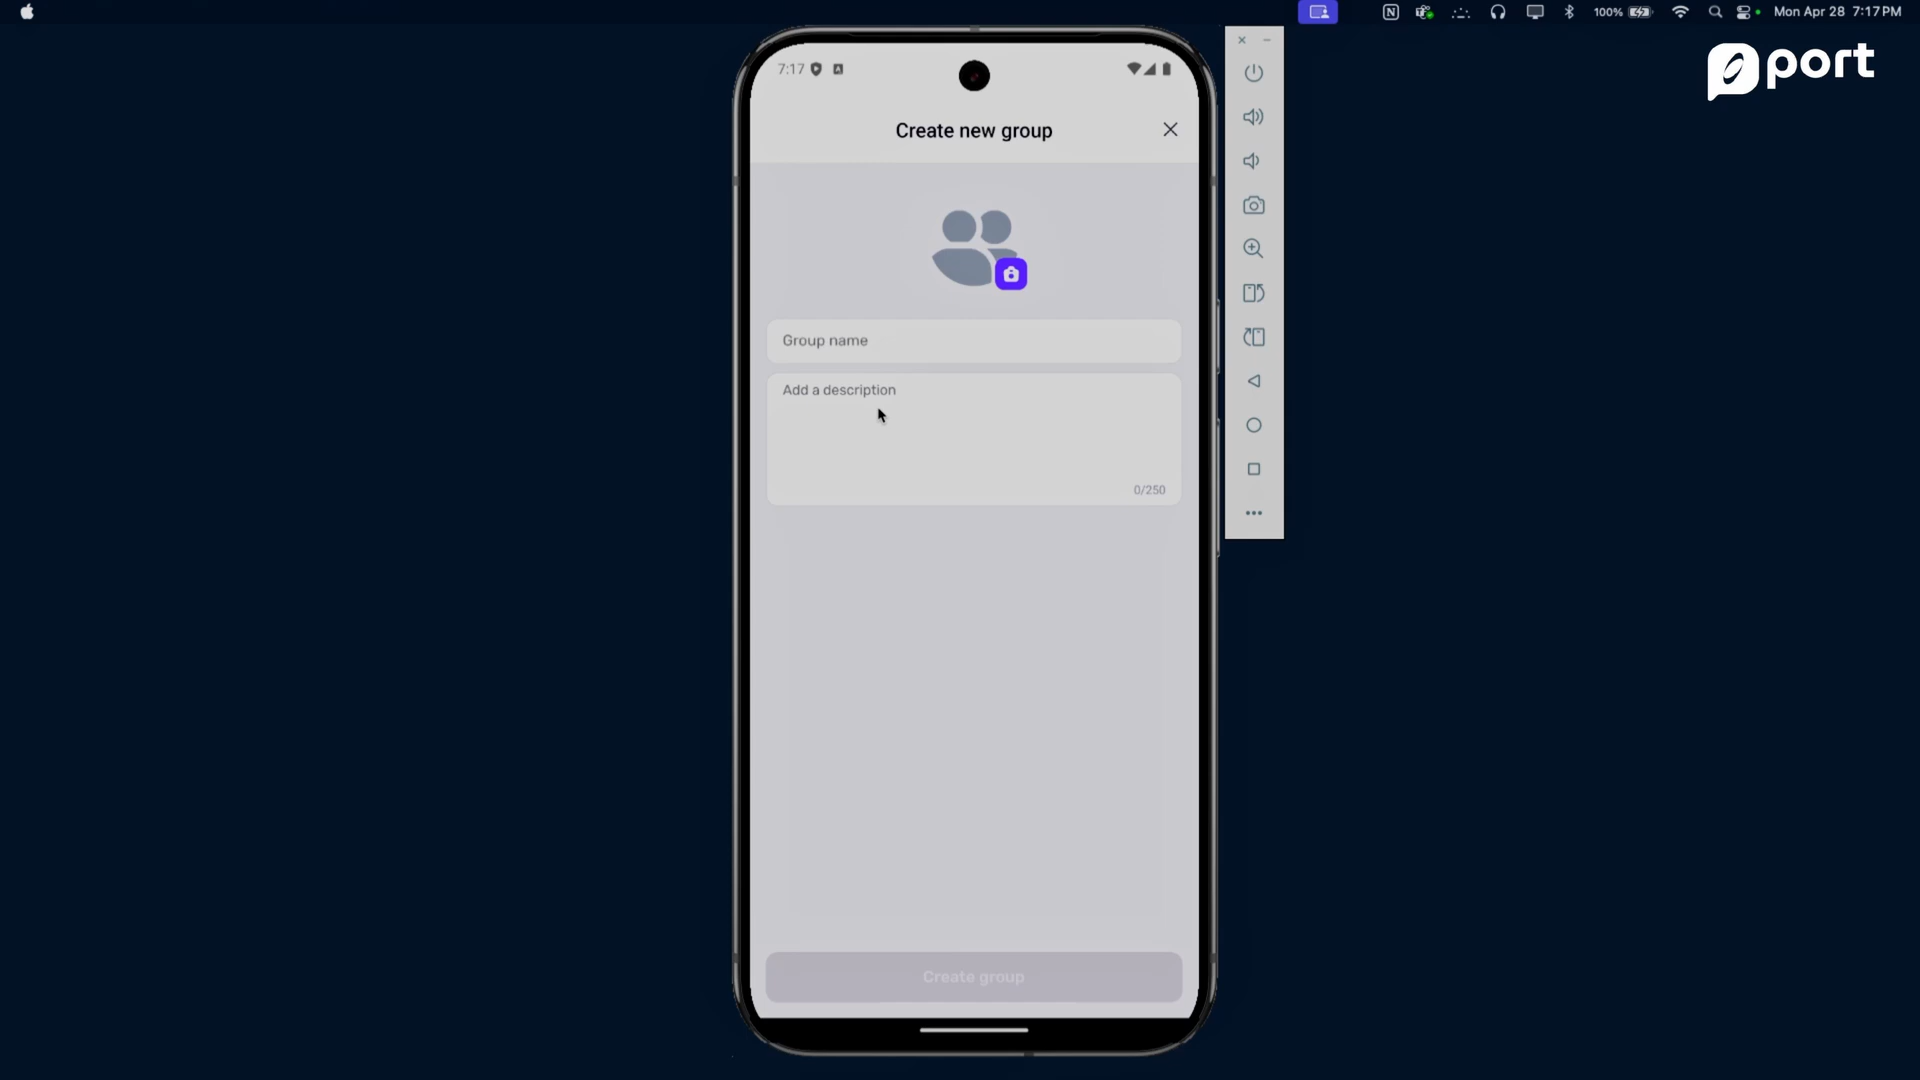 100%
Mon Apr 28 7:17 PM
port
7:17
Create new group
Group name
Add a description
0/250
Create group